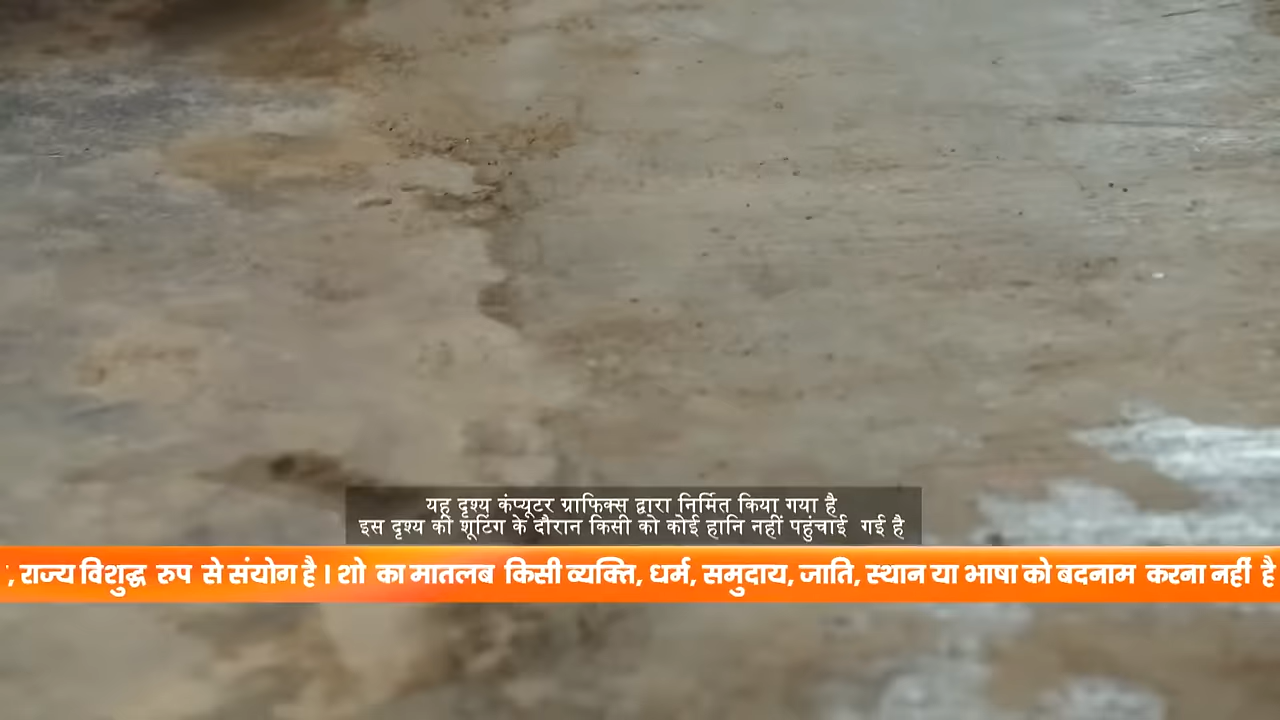 यह दृश्य कंप्यूटर ग्राफिक्स द्वारा निर्मित किया गया है
इस दृश्य की शूटिंग के दौरान किसी को कोई हानि नहीं पहुंचाई गई है
, राज्य विशुद्ध रुप से संयोग है । शो का मातलब किसी व्यक्ति, धर्म, समुदाय, जाति, स्थान या भाषा को बदनाम करना नहीं है